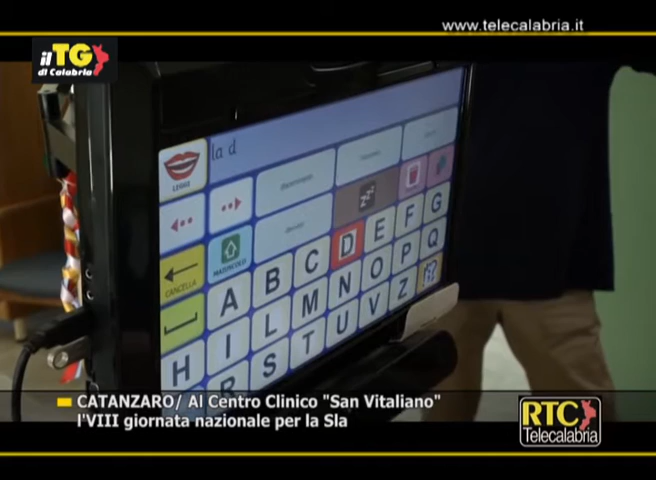 www.telecalabria.it
il TG
di Calabria
la d
LEGGI
CANCELLA
MAIUSCOLO
A B C D E F G
H I L M N O P Q
R S T U V Z
CATANZARO/ Al Centro Clinico "San Vitaliano"
l'VIII giornata nazionale per la Sla
RTC
Telecalabria